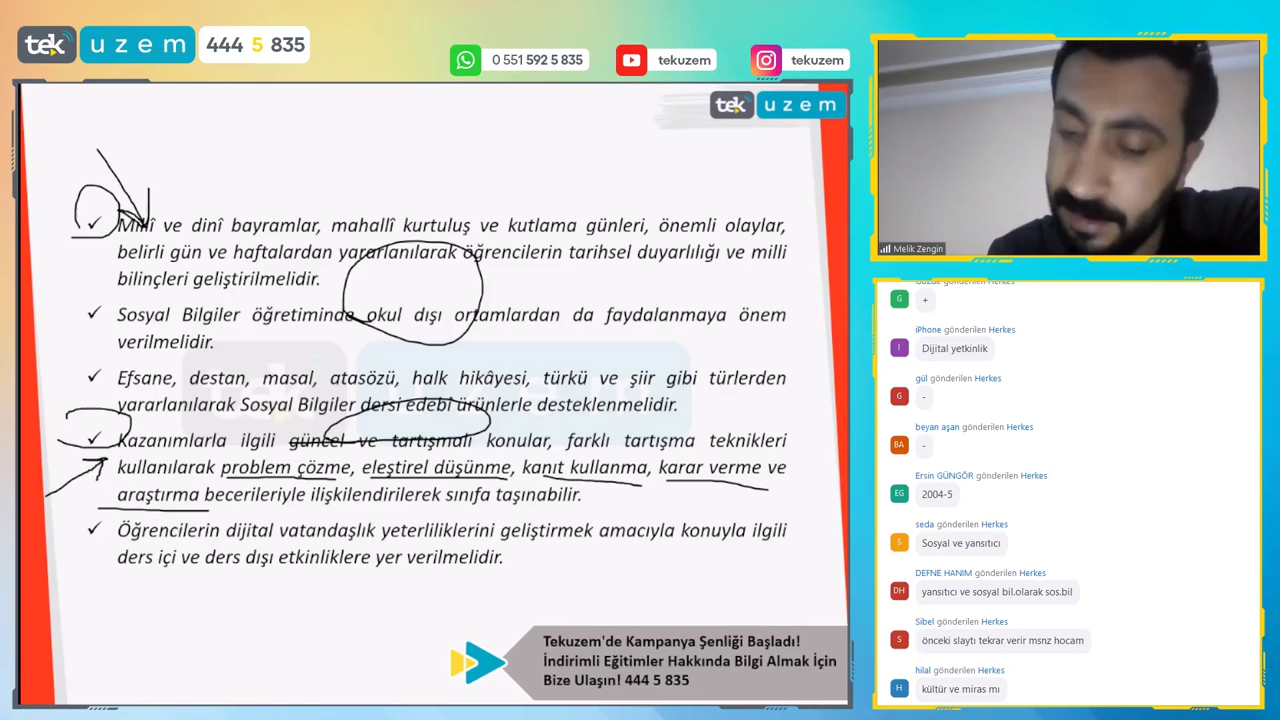 tek uzem 444 5 835
0 551 592 5 835
tekuzem
tekuzem
tek uzem
Millî ve dinî bayramlar, mahallî kurtuluş ve kutlama günleri, önemli olaylar,
belirli gün ve haftalardan yararlanılarak öğrencilerin tarihsel duyarlılığı ve milli
bilinçleri geliştirilmelidir.
Sosyal Bilgiler öğretiminde okul dışı ortamlardan da faydalanmaya önem
verilmelidir.
Efsane, destan, masal, atasözü, halk hikâyesi, türkü ve şiir gibi türlerden
yararlanılarak Sosyal Bilgiler dersi edebî ürünlerle desteklenmelidir.
Kazanımlarla ilgili güncel ve tartışmalı konular, farklı tartışma teknikleri
kullanılarak problem çözme, eleştirel düşünme, kanıt kullanma, karar verme ve
araştırma becerileriyle ilişkilendirilerek sınıfa taşınabilir.
Öğrencilerin dijital vatandaşlık yeterliliklerini geliştirmek amacıyla konuyla ilgili
ders içi ve ders dışı etkinliklere yer verilmelidir.
Tekuzem'de Kampanya Şenliği Başladı!
İndirimli Eğitimler Hakkında Bilgi Almak İçin
Bize Ulaşın! 444 5 835
Melik Zengin
Gözde gönderilen Herkes
G +
iPhone gönderilen Herkes
I Dijital yetkinlik
gül gönderilen Herkes
G -
beyan aşan gönderilen Herkes
BA -
Ersin GÜNGÖR gönderilen Herkes
EG 2004-5
seda gönderilen Herkes
S Sosyal ve yansıtıcı
DEFNE HANIM gönderilen Herkes
DH yansıtıcı ve sosyal bil.olarak sos.bil
Sibel gönderilen Herkes
S önceki slaytı tekrar verir msnz hocam
hilal gönderilen Herkes
H kültür ve miras mı